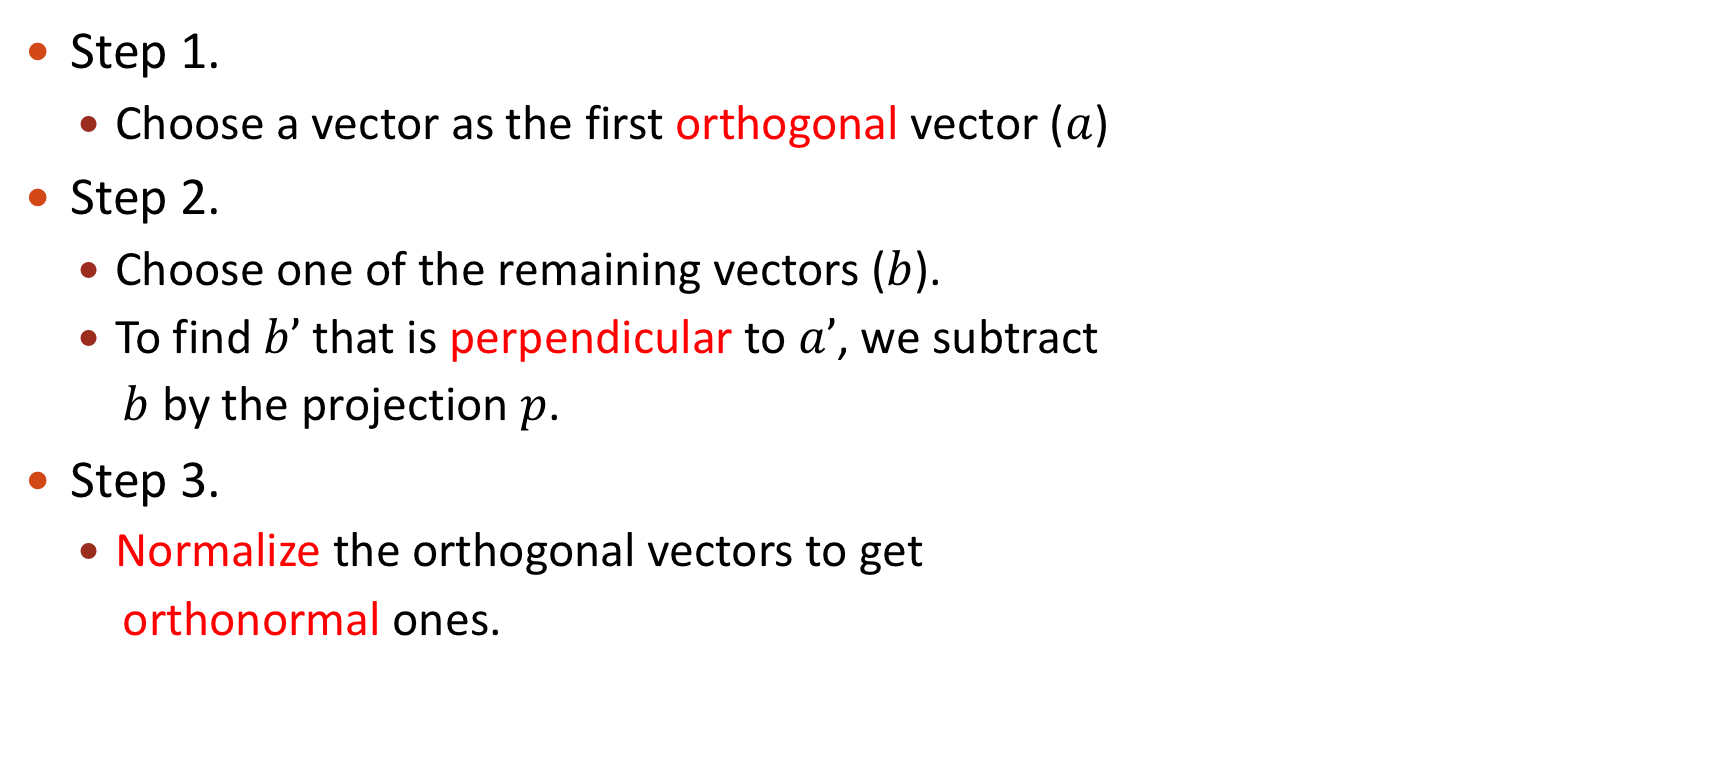 • Step 1.
• Choose a vector as the first orthogonal vector (a)
• Step 2.
• Choose one of the remaining vectors (b).
• To find b’ that is perpendicular to a’, we subtract
b by the projection p.
• Step 3.
• Normalize the orthogonal vectors to get
orthonormal ones.